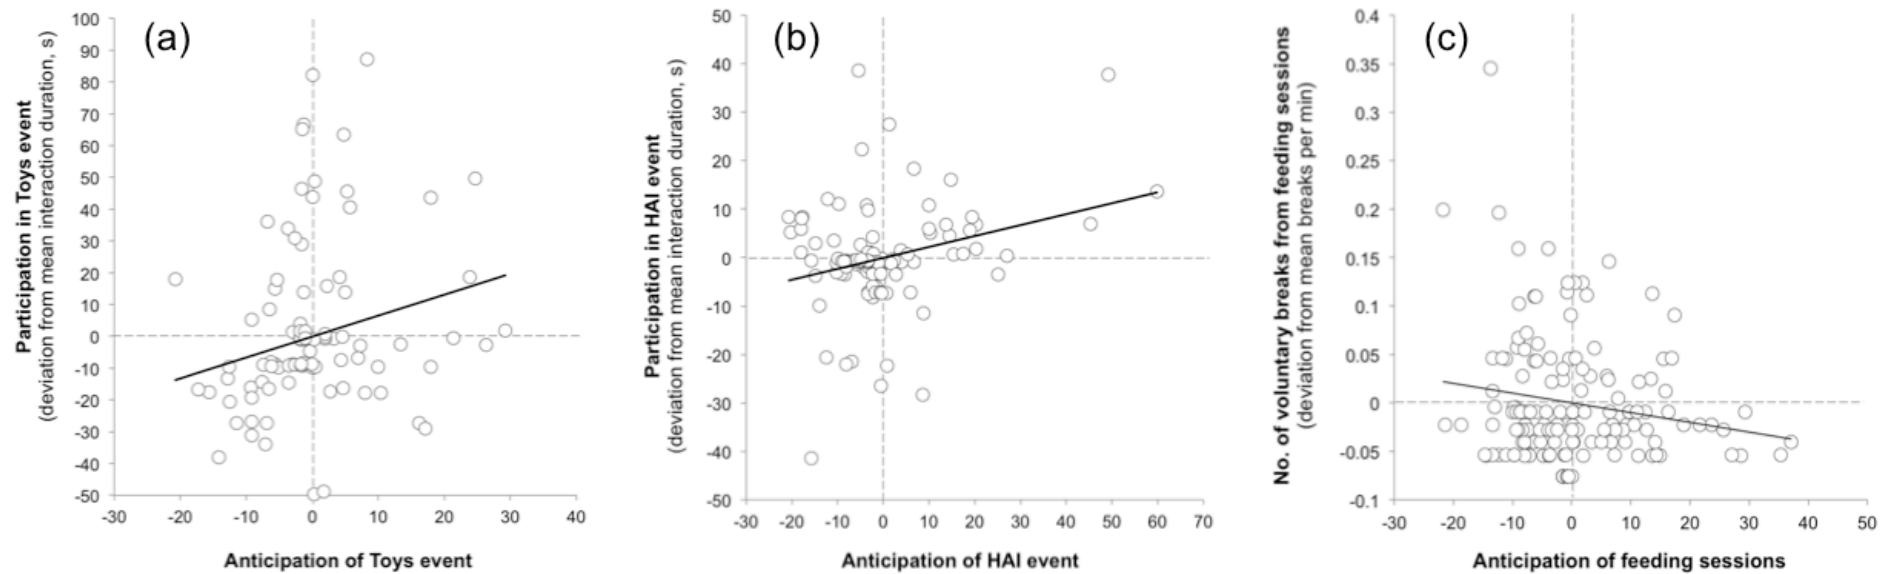 (a)
Participation in Toys event
(deviation from mean interaction duration, s)
100
90
80
70
60
50
40
30
20
10
0
-10
-20
-30
-40
-50
-30 -20 -10 0 10 20 30 40
Anticipation of Toys event
(b)
Participation in HAI event
(deviation from mean interaction duration, s)
50
40
30
20
10
0
-10
-20
-30
-40
-50
-30 -20 -10 0 10 20 30 40 50 60 70
Anticipation of HAI event
(c)
No. of voluntary breaks from feeding sessions
(deviation from mean breaks per min)
0.4
0.35
0.3
0.25
0.2
0.15
0.1
0.05
0
-0.05
-0.1
-30 -20 -10 0 10 20 30 40 50
Anticipation of feeding sessions